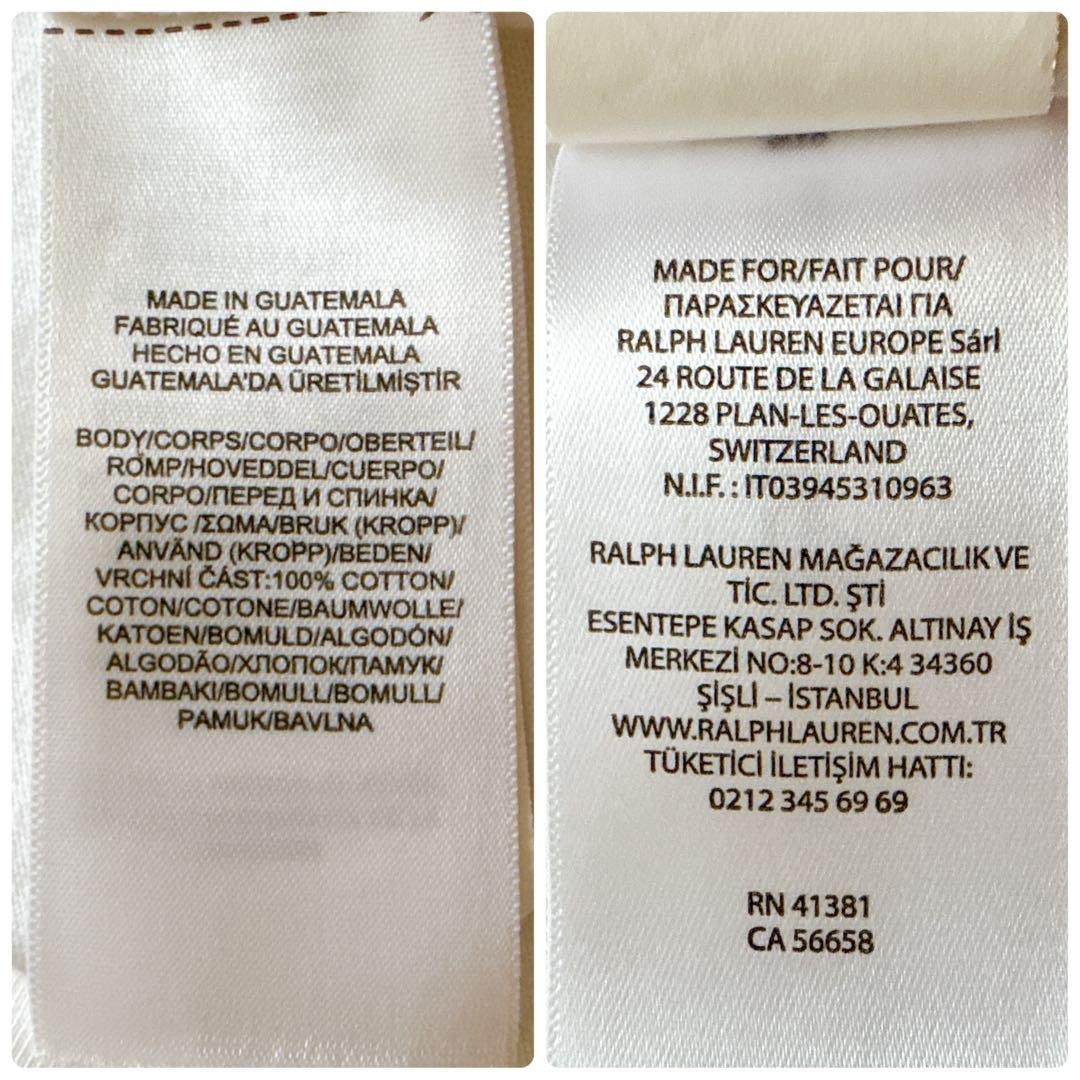 MADE IN GUATEMALA
FABRIQUÉ AU GUATEMALA
HECHO EN GUATEMALA
GUATEMALA'DA ÜRETİLMİŞTİR
BODY/CORPS/CORPO/OBERTEIL/
ROMP/HOVEDDEL/CUERPO/
CORPO/ПЕРЕД И СПИНКА/
КОРПУС /ΣΩΜΑ/BRUK (KROPP)/
ANVÄND (KROPP)/BEDEN/
VRCHNÍ ČÁST:100% COTTON/
COTON/COTONE/BAUMWOLLE/
KATOEN/BOMULD/ALGODÓN/
ALGODÃO/ХЛОПОК/ПАМУК/
ΒΑΜΒΑΚΙ/BOMULL/BOMULL/
PAMUK/BAVLNA
MADE FOR/FAIT POUR/
ΠΑΡΑΣΚΕΥΑΖΕΤΑΙ ΓΙΑ
RALPH LAUREN EUROPE Sárl
24 ROUTE DE LA GALAISE
1228 PLAN-LES-OUATES,
SWITZERLAND
N.I.F. : IT03945310963
RALPH LAUREN MAĞAZACILIK VE
TİC. LTD. ŞTİ
ESENTEPE KASAP SOK. ALTINAY İŞ
MERKEZİ NO:8-10 K:4 34360
ŞİŞLİ – İSTANBUL
WWW.RALPHLAUREN.COM.TR
TÜKETİCİ İLETİŞİM HATTI:
0212 345 69 69
RN 41381
CA 56658